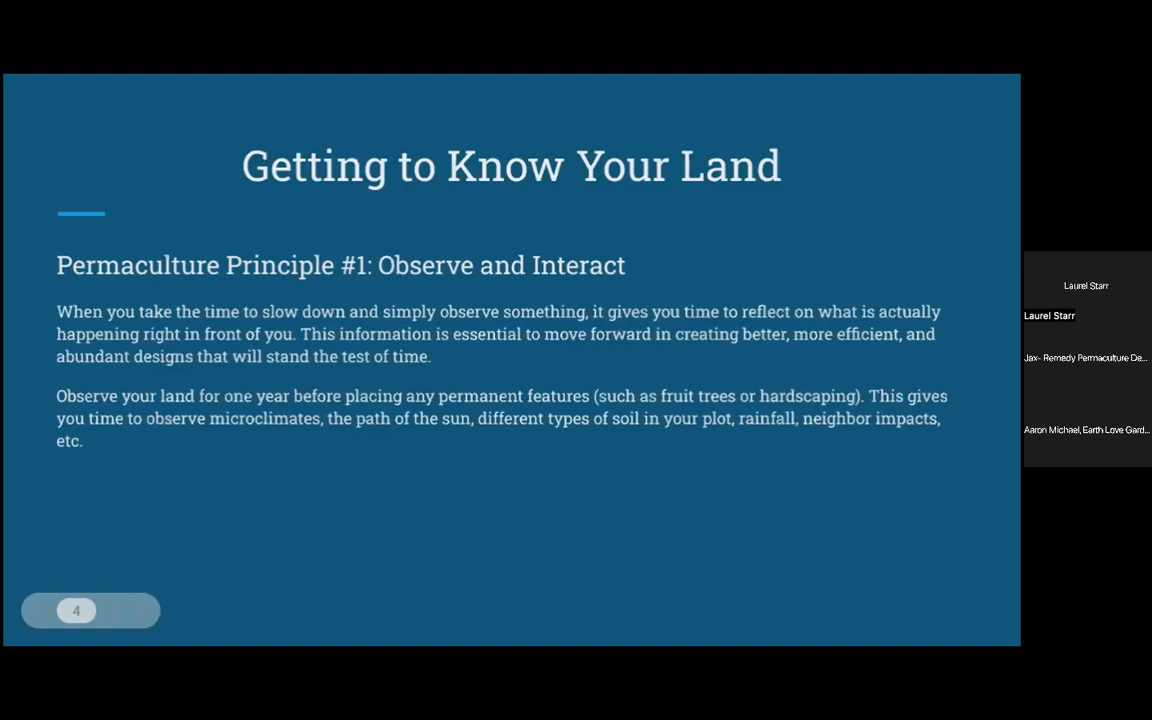 Getting to Know Your Land
Permaculture Principle #1: Observe and Interact
When you take the time to slow down and simply observe something, it gives you time to reflect on what is actually
happening right in front of you. This information is essential to move forward in creating better, more efficient, and
abundant designs that will stand the test of time.
Observe your land for one year before placing any permanent features (such as fruit trees or hardscaping). This gives
you time to observe microclimates, the path of the sun, different types of soil in your plot, rainfall, neighbor impacts,
etc.
4
Laurel Starr
Laurel Starr
Jax- Remedy Permaculture De...
Aaron Michael, Earth Love Gard...